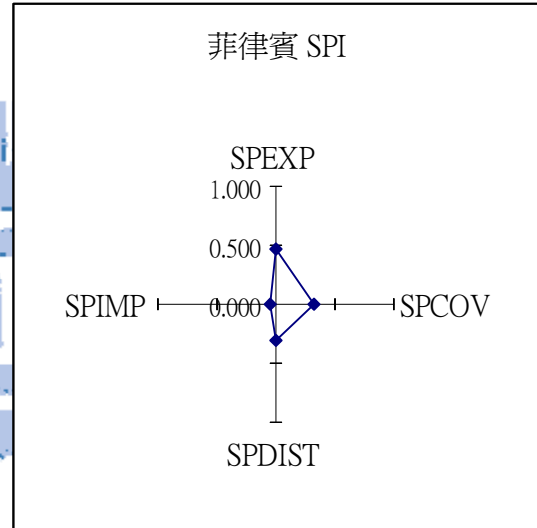 菲律賓 SPI
SPEXP
1.000
0.500
SPIMP
0.000
SPCOV
SPDIST